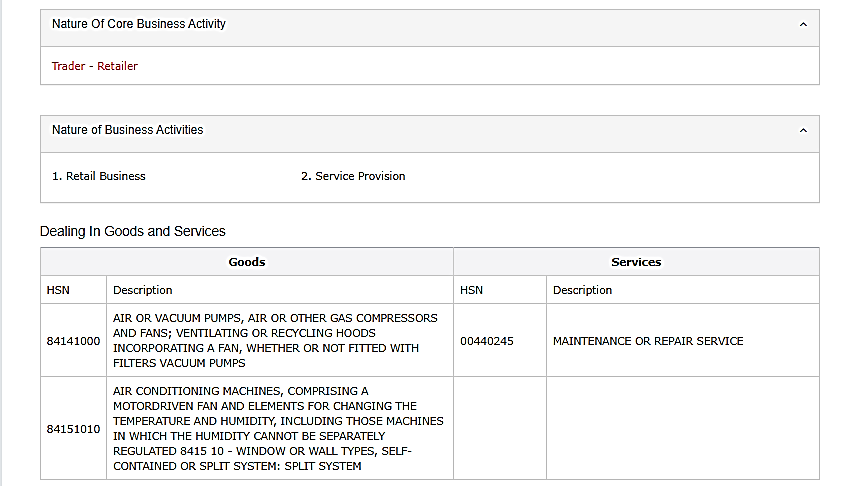 Nature Of Core Business Activity
Trader - Retailer
Nature of Business Activities
1. Retail Business
2. Service Provision
Dealing In Goods and Services
Goods
Services
HSN
Description
HSN
Description
84141000
AIR OR VACUUM PUMPS, AIR OR OTHER GAS COMPRESSORS
AND FANS; VENTILATING OR RECYCLING HOODS
INCORPORATING A FAN, WHETHER OR NOT FITTED WITH
FILTERS VACUUM PUMPS
00440245
MAINTENANCE OR REPAIR SERVICE
84151010
AIR CONDITIONING MACHINES, COMPRISING A
MOTORDRIVEN FAN AND ELEMENTS FOR CHANGING THE
TEMPERATURE AND HUMIDITY, INCLUDING THOSE MACHINES
IN WHICH THE HUMIDITY CANNOT BE SEPARATELY
REGULATED 8415 10 - WINDOW OR WALL TYPES, SELF-
CONTAINED OR SPLIT SYSTEM: SPLIT SYSTEM